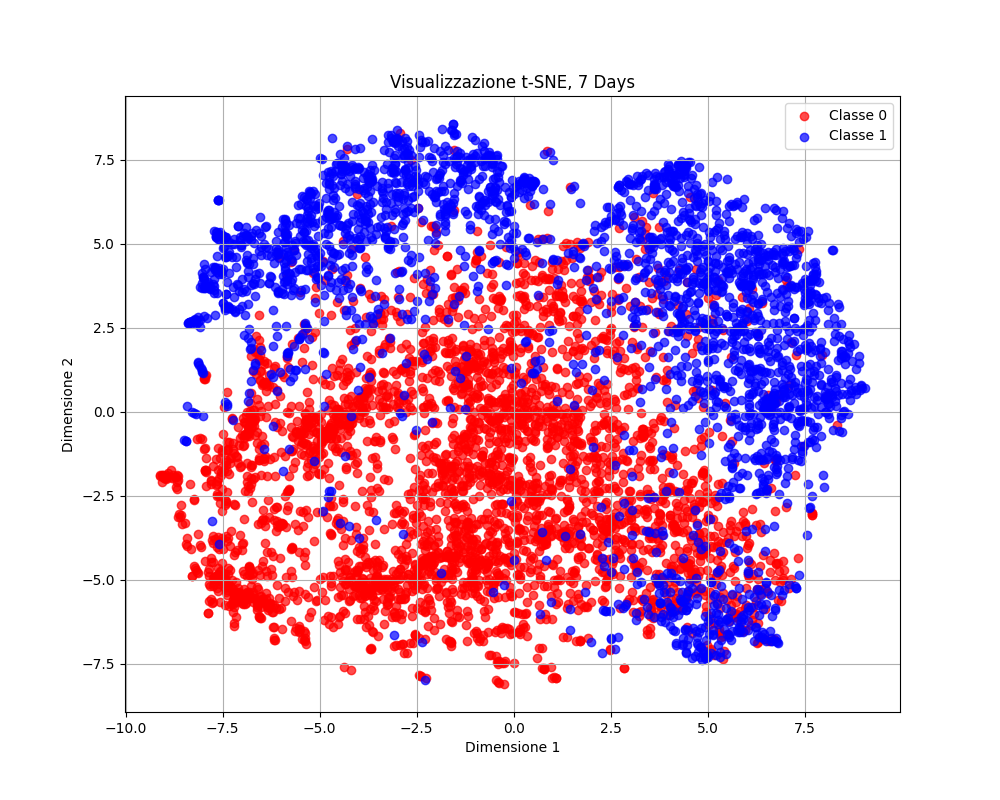 Visualizzazione t-SNE, 7 Days
Classe 0
Classe 1
7.5
5.0
2.5
0.0
−2.5
−5.0
−7.5
Dimensione 2
−10.0 −7.5 −5.0 −2.5 0.0 2.5 5.0 7.5
Dimensione 1